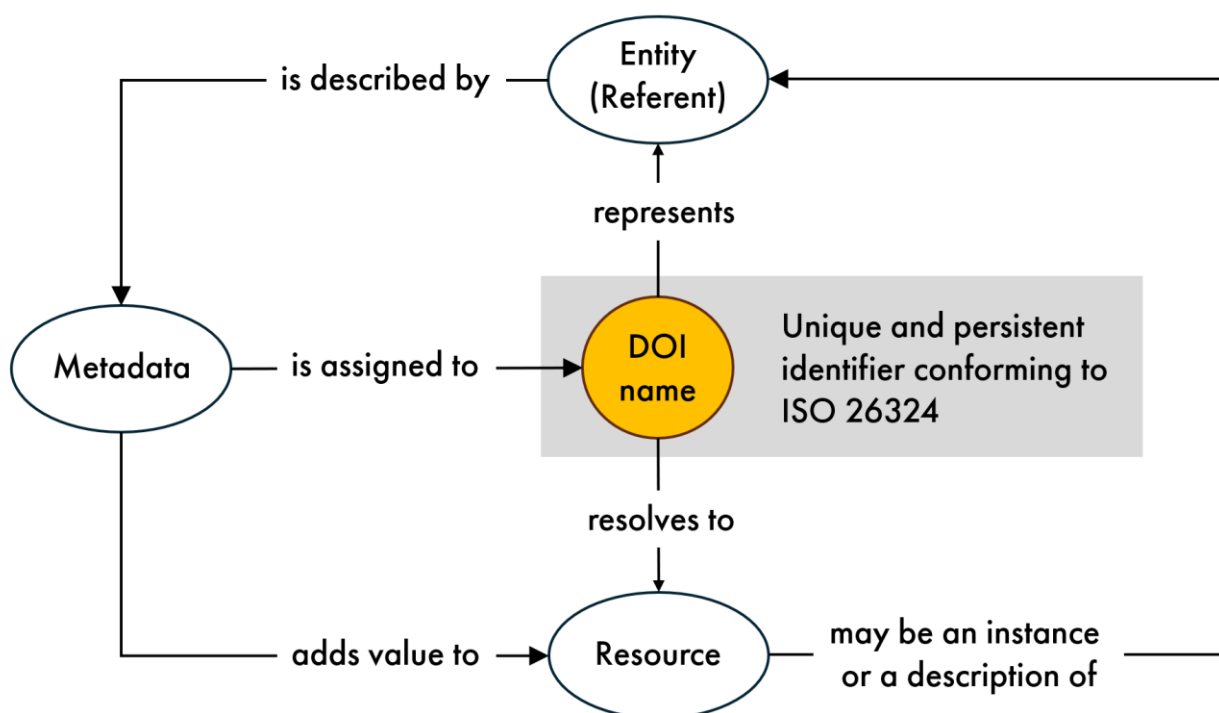 Entity
(Referent)
is described by
represents
Metadata
is assigned to
DOI
name
Unique and persistent
identifier conforming to
ISO 26324
resolves to
adds value to
Resource
may be an instance
or a description of